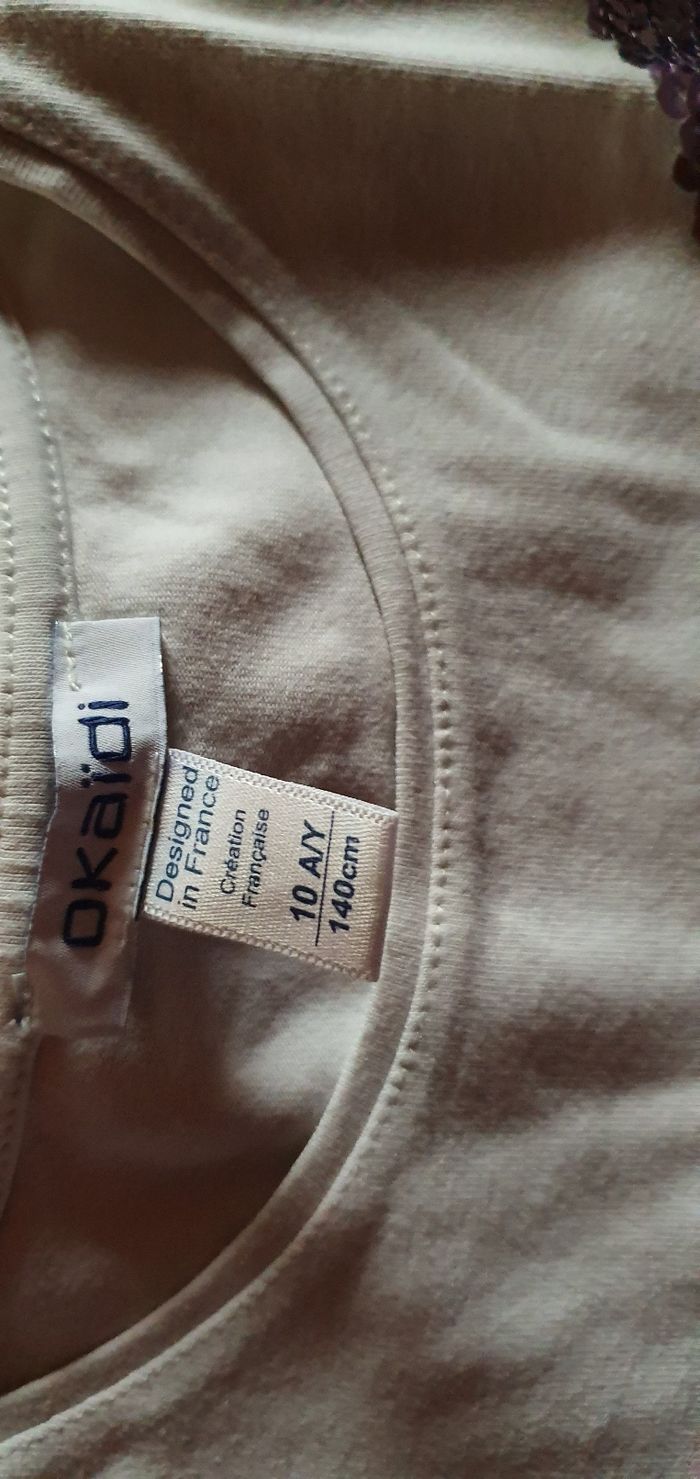 okaïdi
Designed
in France
Création
Française
10 A/Y
140cm